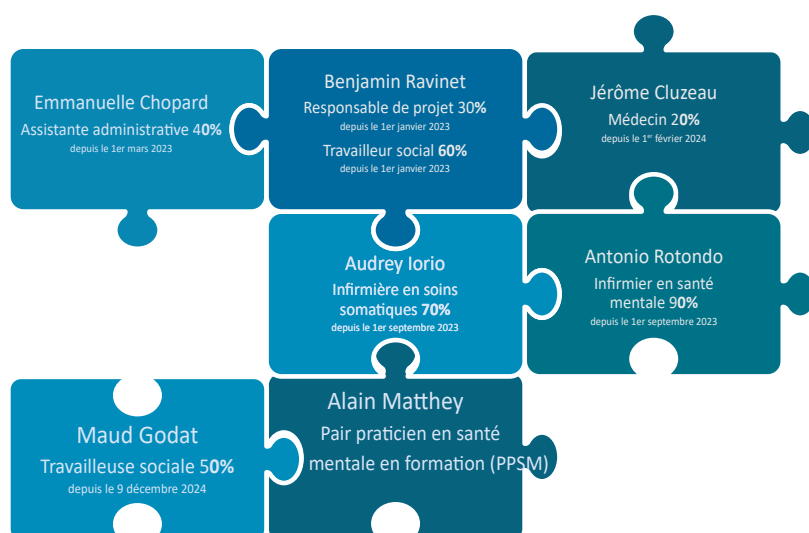 Emmanuelle Chopard
Assistante administrative 40%
depuis le 1er mars 2023
Benjamin Ravinet
Responsable de projet 30%
depuis le 1er janvier 2023
Travailleur social 60%
depuis le 1er janvier 2023
Jérôme Cluzeau
Médecin 20%
depuis le 1er février 2024
Audrey Iorio
Infirmière en soins
somatiques 70%
depuis le 1er septembre 2023
Antonio Rotondo
Infirmier en santé
mentale 90%
depuis le 1er septembre 2023
Maud Godat
Travailleuse sociale 50%
depuis le 9 décembre 2024
Alain Matthey
Pair praticien en santé
mentale en formation (PPSM)